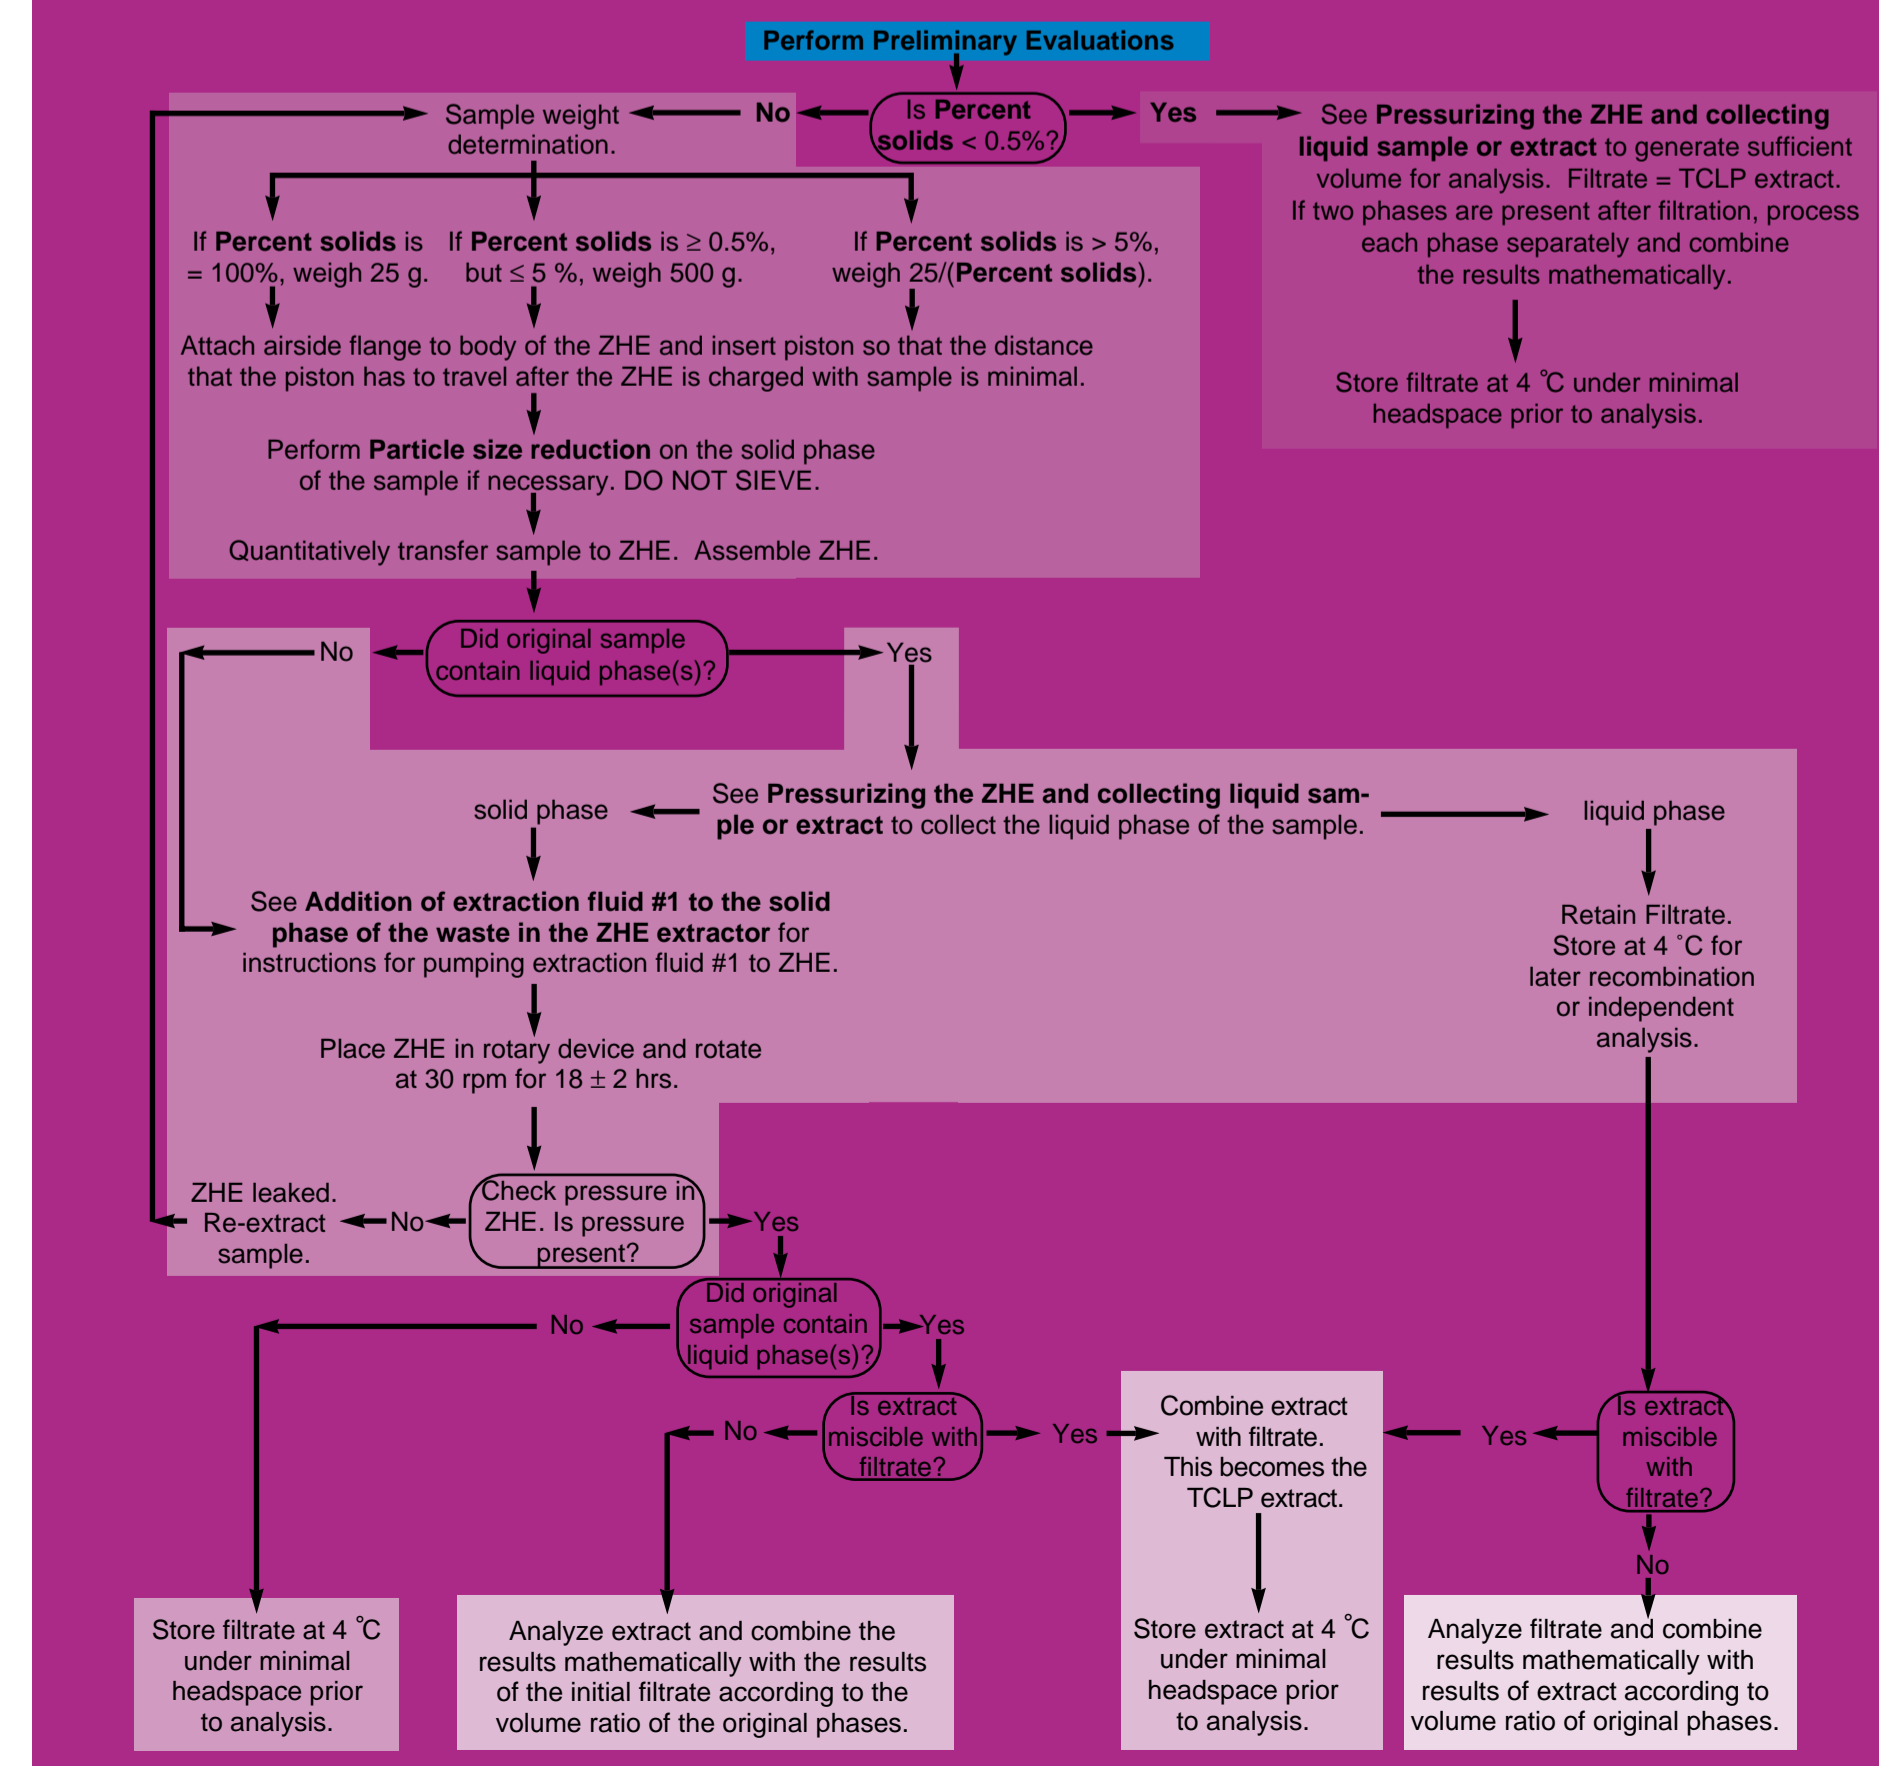 Perform Preliminary Evaluations
Is Percent
solids < 0.5%?
No
Yes
Sample weight
determination.
See Pressurizing the ZHE and collecting
liquid sample or extract to generate sufficient
volume for analysis. Filtrate = TCLP extract.
If two phases are present after filtration, process
each phase separately and combine
the results mathematically.
Store filtrate at 4 °C under minimal
headspace prior to analysis.
If Percent solids is
= 100%, weigh 25 g.
If Percent solids is ≥ 0.5%,
but ≤ 5 %, weigh 500 g.
If Percent solids is > 5%,
weigh 25/(Percent solids).
Attach airside flange to body of the ZHE and insert piston so that the distance
that the piston has to travel after the ZHE is charged with sample is minimal.
Perform Particle size reduction on the solid phase
of the sample if necessary. DO NOT SIEVE.
Quantitatively transfer sample to ZHE. Assemble ZHE.
Did original sample
contain liquid phase(s)?
No
Yes
See Pressurizing the ZHE and collecting liquid sam-
ple or extract to collect the liquid phase of the sample.
solid phase
liquid phase
See Addition of extraction fluid #1 to the solid
phase of the waste in the ZHE extractor for
instructions for pumping extraction fluid #1 to ZHE.
Retain Filtrate.
Store at 4 °C for
later recombination
or independent
analysis.
Place ZHE in rotary device and rotate
at 30 rpm for 18 ± 2 hrs.
Check pressure in
ZHE. Is pressure
present?
No
ZHE leaked.
Re-extract
sample.
Yes
Did original
sample contain
liquid phase(s)?
No
Yes
Is extract
miscible with
filtrate?
No
Yes
Combine extract
with filtrate.
This becomes the
TCLP extract.
Yes
Is extract
miscible
with
filtrate?
No
Store filtrate at 4 °C
under minimal
headspace prior
to analysis.
Analyze extract and combine the
results mathematically with the results
of the initial filtrate according to the
volume ratio of the original phases.
Store extract at 4 °C
under minimal
headspace prior
to analysis.
Analyze filtrate and combine
results mathematically with
results of extract according to
volume ratio of original phases.